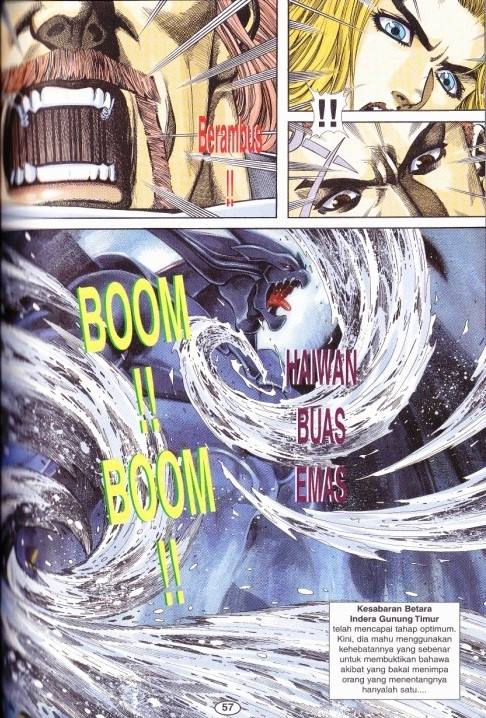 Berambus
!!
!!
BOOM
!!
BOOM
!!
HAIWAN
BUAS
EMAS
Kesabaran Betara
Indera Gunung Timur
telah mencapai tahap optimum.
Kini, dia mahu menggunakan
kehebatannya yang sebenar
untuk membuktikan bahawa
akibat yang bakal menimpa
orang yang menentangnya
hanyalah satu....
57